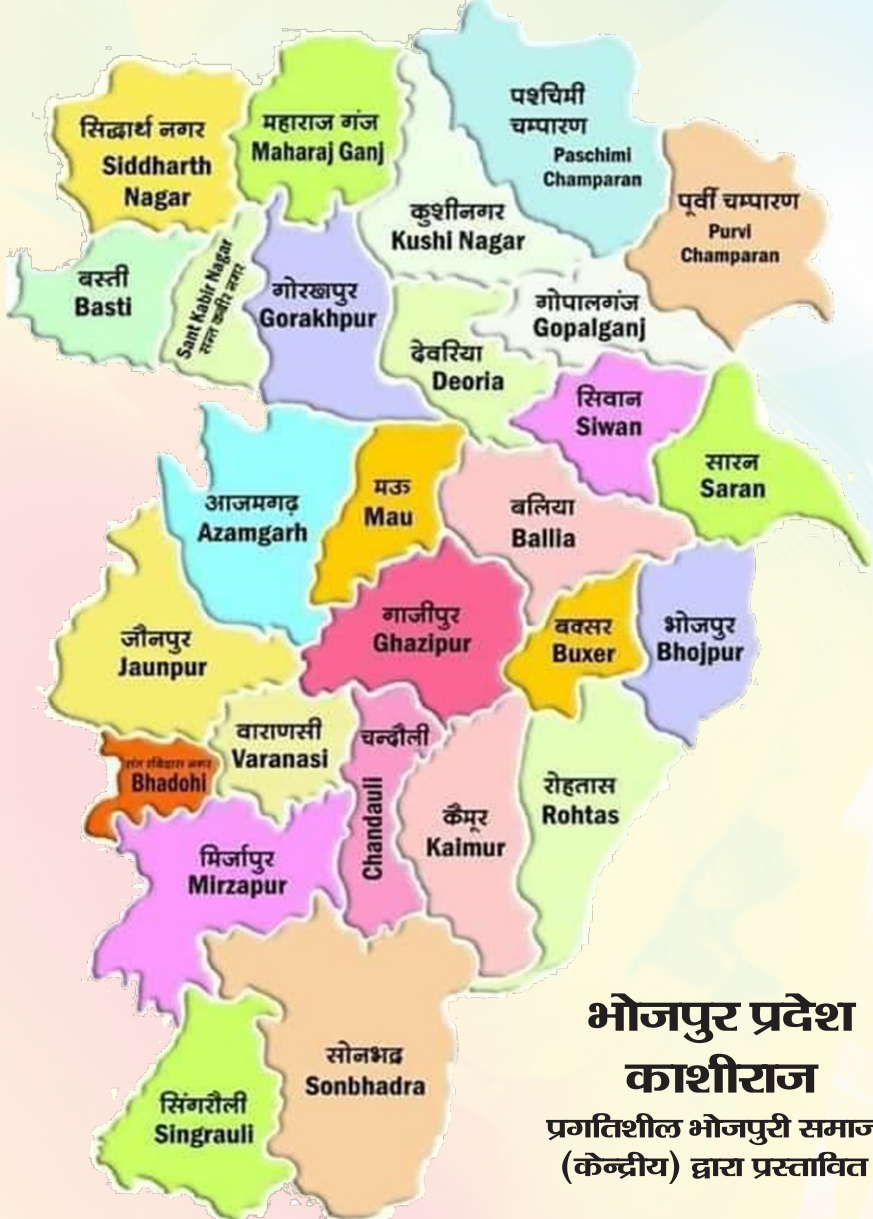 सिद्धार्थ नगर
Siddharth
Nagar
महाराज गंज
Maharaj Ganj
पश्चिमी
चम्पारण
Paschimi
Champaran
पूर्वी चम्पारण
Purvi
Champaran
कुशीनगर
Kushi Nagar
बस्ती
Basti
Sant Kabir Nagar
सन्त कबीर नगर
गोरखपुर
Gorakhpur
गोपालगंज
Gopalganj
देवरिया
Deoria
सिवान
Siwan
सारन
Saran
आजमगढ़
Azamgarh
मऊ
Mau
बलिया
Ballia
जौनपुर
Jaunpur
गाजीपुर
Ghazipur
बक्सर
Buxer
भोजपुर
Bhojpur
वाराणसी
Varanasi
चन्दौली
Chandauli
संत रविदास नगर
Bhadohi
कैमूर
Kaimur
रोहतास
Rohtas
मिर्जापुर
Mirzapur
सोनभद्र
Sonbhadra
सिंगरौली
Singrauli
भोजपुर प्रदेश
काशीराज
प्रगतिशील भोजपुरी समाज
(केन्द्रीय) द्वारा प्रस्तावित